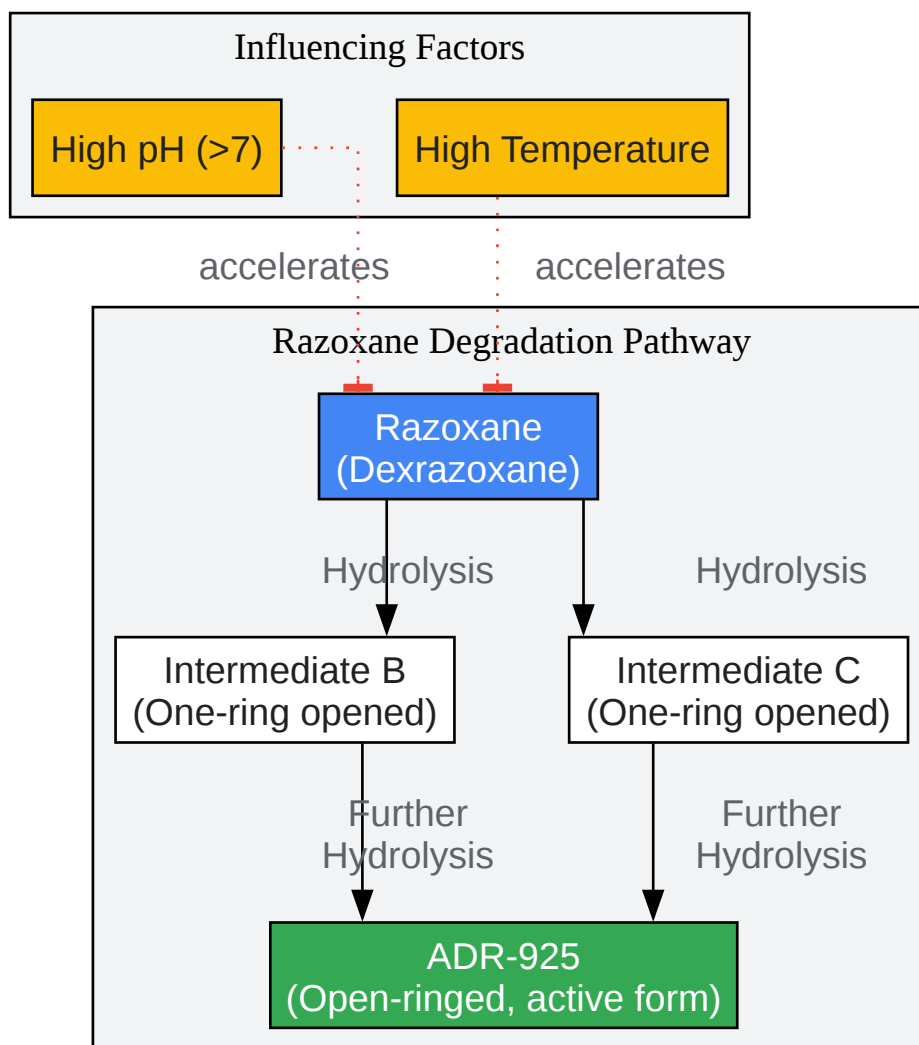 Influencing Factors
High pH (>7)
High Temperature
accelerates
accelerates
Razoxane Degradation Pathway
Razoxane
(Dexrazoxane)
Hydrolysis
Hydrolysis
Intermediate B
(One-ring opened)
Intermediate C
(One-ring opened)
Further
Hydrolysis
Further
Hydrolysis
ADR-925
(Open-ringed, active form)